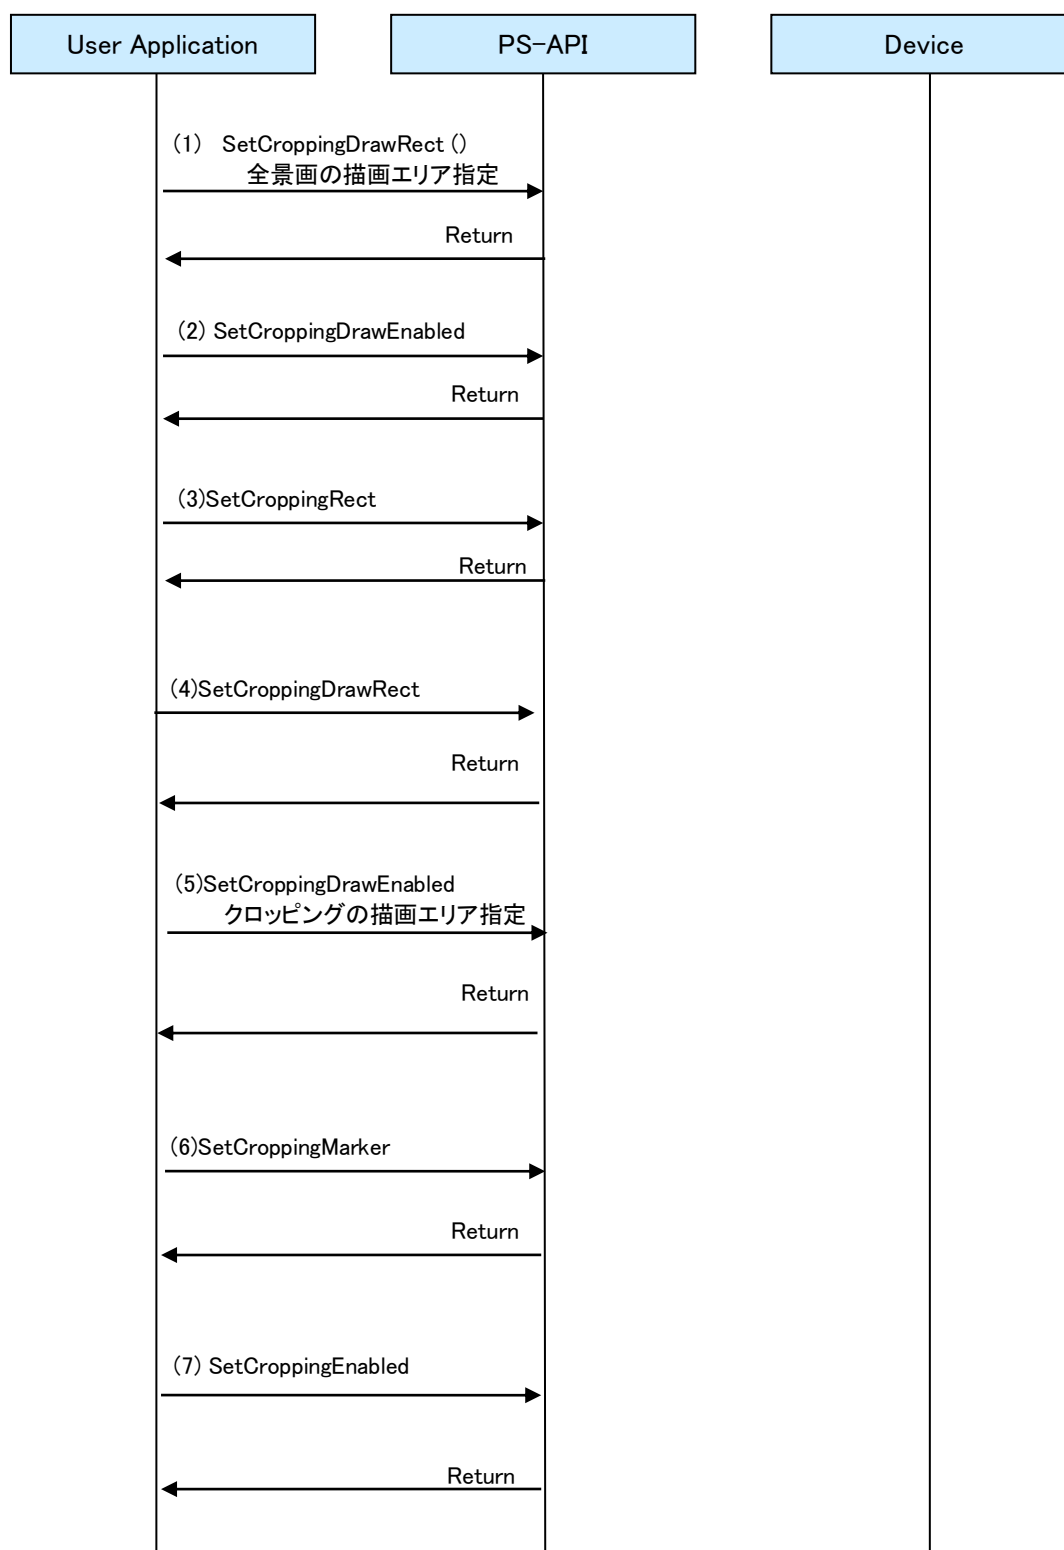 User Application
PS-API
Device
(1) SetCroppingDrawRect ()
全景画の描画エリア指定
Return
(2) SetCroppingDrawEnabled
Return
(3)SetCroppingRect
Return
(4)SetCroppingDrawRect
Return
(5)SetCroppingDrawEnabled
クロッピングの描画エリア指定
Return
(6)SetCroppingMarker
Return
(7) SetCroppingEnabled
Return